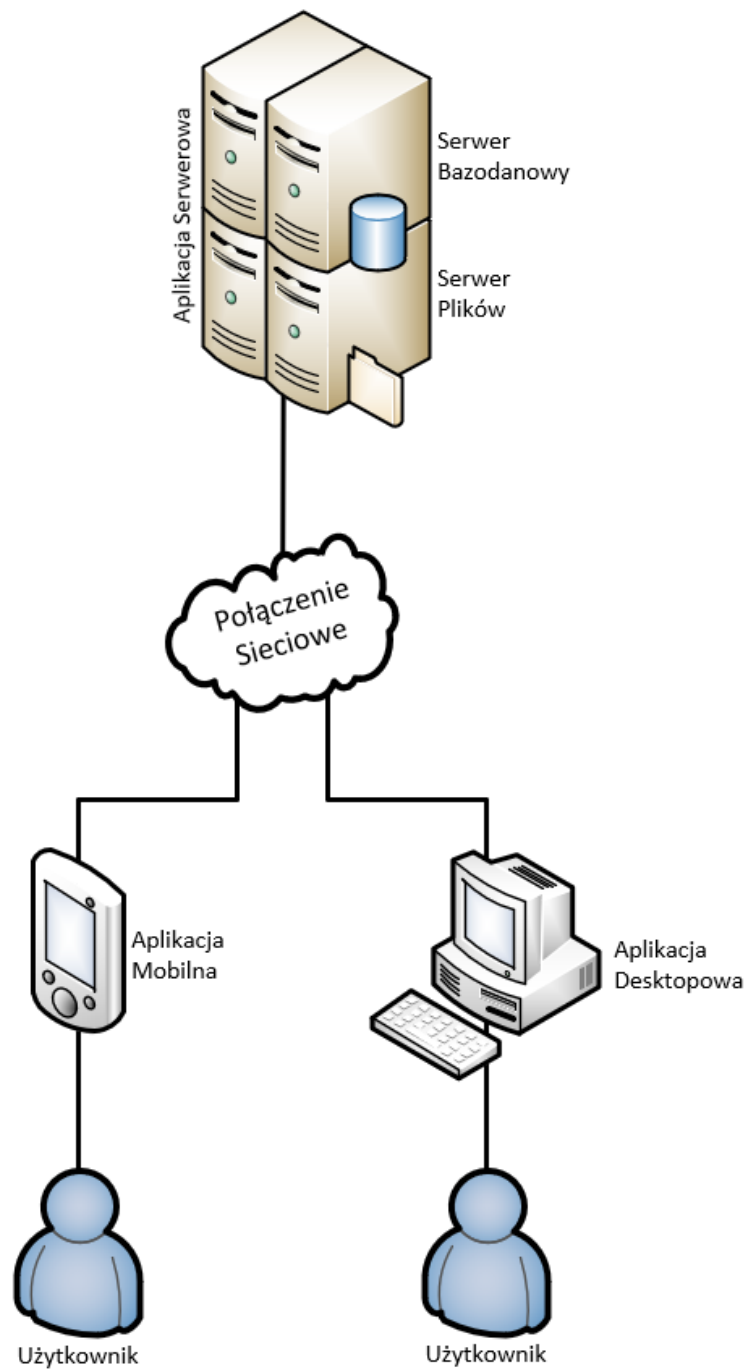 Aplikacja Serwerowa
Serwer
Bazodanowy
Serwer
Plików
Połączenie
Sieciowe
Aplikacja
Mobilna
Aplikacja
Desktopowa
Użytkownik
Użytkownik